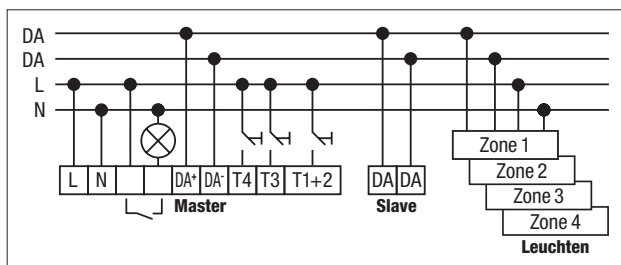 DA
DA
L
N
L N DA+ DA- T4 T3 T1+2 DA DA
Master Slave
Zone 1
Zone 2
Zone 3
Zone 4
Leuchten